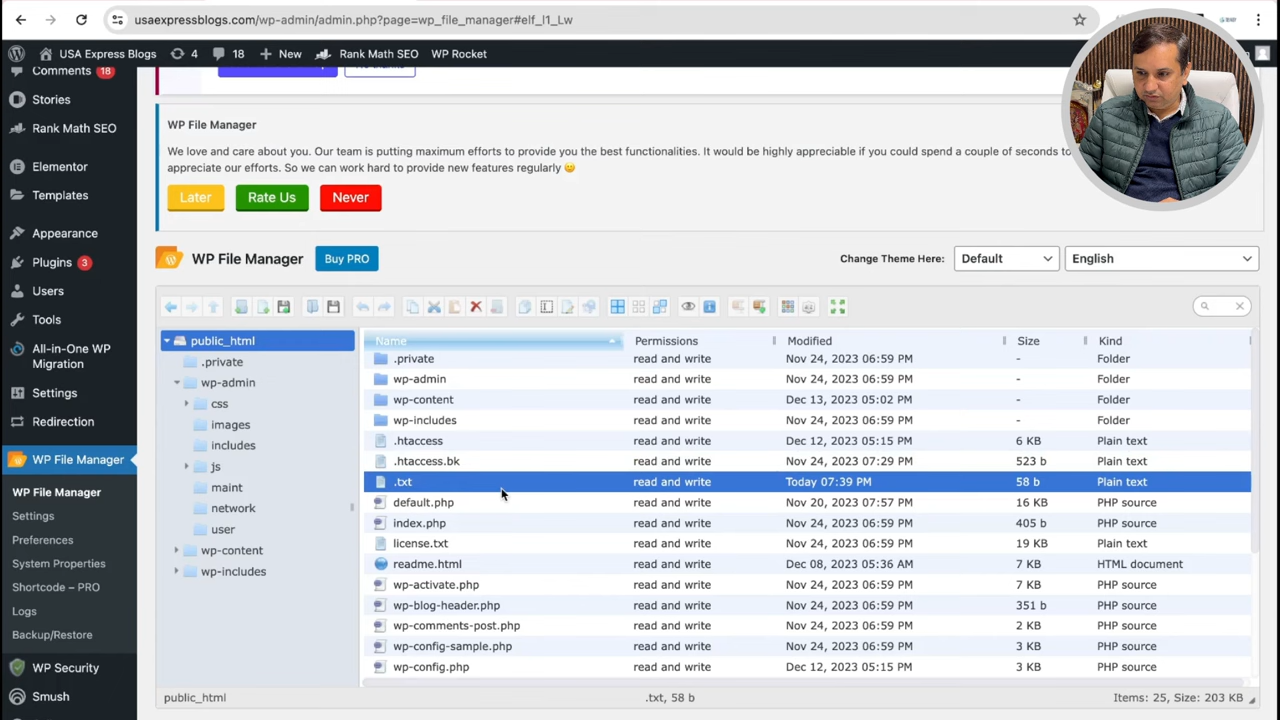 usaexpressblogs.com/wp-admin/admin.php?page=wp_file_manager#elf_l1_Lw
USA Express Blogs 4 18 New Rank Math SEO WP Rocket
Comments 18
Stories
Rank Math SEO
Elementor
Templates
Appearance
Plugins 3
Users
Tools
All-in-One WP
Migration
Settings
Redirection
WP File Manager
WP File Manager
Settings
Preferences
System Properties
Shortcode – PRO
Logs
Backup/Restore
WP Security
Smush
WP File Manager
We love and care about you. Our team is putting maximum efforts to provide you the best functionalities. It would be highly appreciable if you could spend a couple of seconds to
appreciate our efforts. So we can work hard to provide new features regularly
Later Rate Us Never
WP File Manager Buy PRO Change Theme Here: Default English
public_html
.private
wp-admin
css
images
includes
js
maint
network
user
wp-content
wp-includes
Name Permissions Modified Size Kind
.private read and write Nov 24, 2023 06:59 PM - Folder
wp-admin read and write Nov 24, 2023 06:59 PM - Folder
wp-content read and write Dec 13, 2023 05:02 PM - Folder
wp-includes read and write Nov 24, 2023 06:59 PM - Folder
.htaccess read and write Dec 12, 2023 05:15 PM 6 KB Plain text
.htaccess.bk read and write Nov 24, 2023 07:29 PM 523 b Plain text
.txt read and write Today 07:39 PM 58 b Plain text
default.php read and write Nov 20, 2023 07:57 PM 16 KB PHP source
index.php read and write Nov 24, 2023 06:59 PM 405 b PHP source
license.txt read and write Nov 24, 2023 06:59 PM 19 KB Plain text
readme.html read and write Dec 08, 2023 05:36 AM 7 KB HTML document
wp-activate.php read and write Nov 24, 2023 06:59 PM 7 KB PHP source
wp-blog-header.php read and write Nov 24, 2023 06:59 PM 351 b PHP source
wp-comments-post.php read and write Nov 24, 2023 06:59 PM 2 KB PHP source
wp-config-sample.php read and write Nov 24, 2023 06:59 PM 3 KB PHP source
wp-config.php read and write Dec 12, 2023 05:15 PM 3 KB PHP source
public_html .txt, 58 b Items: 25, Size: 203 KB